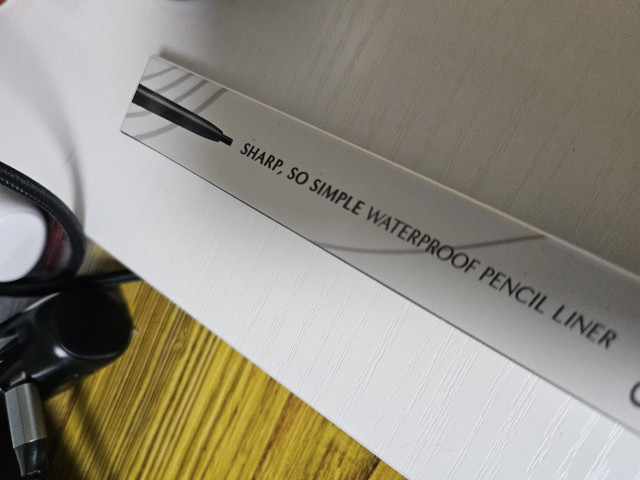 SHARP, SO SIMPLE WATERPROOF PENCIL LINER